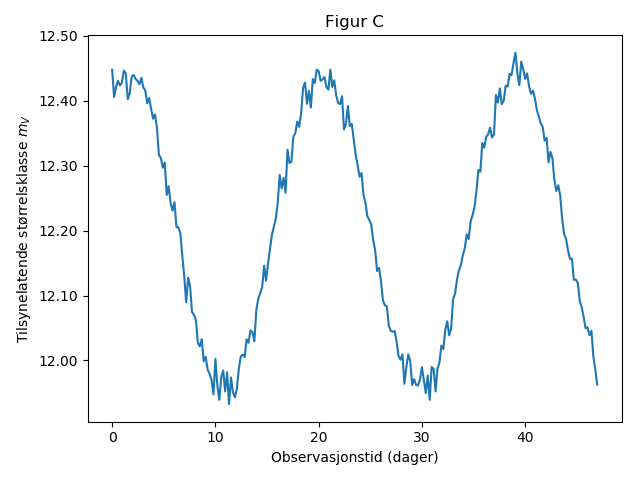 Figur C
Tilsynelatende størrelsklasse $m_V$
12.50
12.40
12.30
12.20
12.10
12.00
0 10 20 30 40
Observasjonstid (dager)